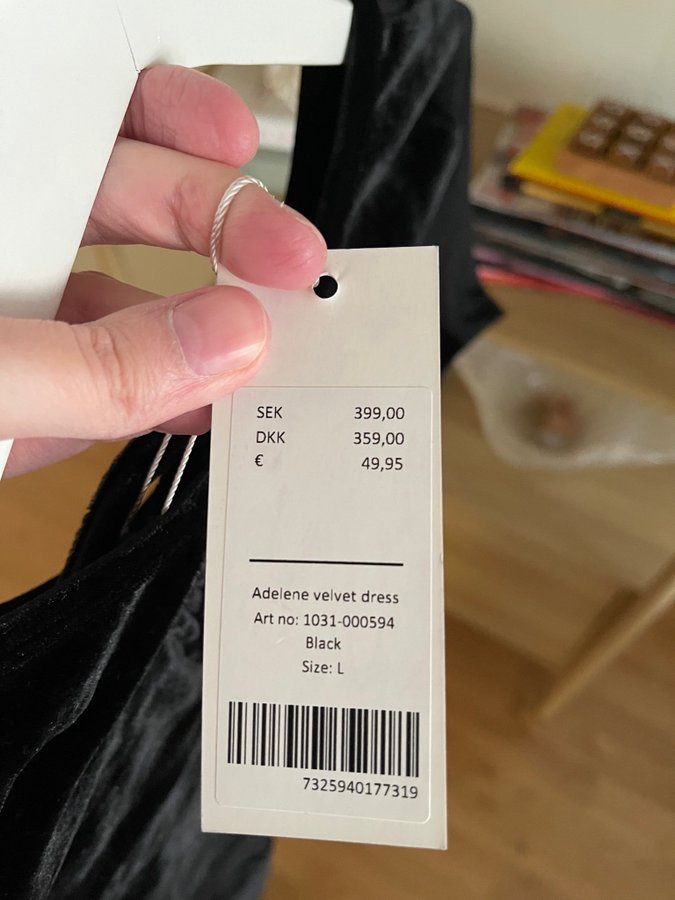 SEK 399,00
DKK 359,00
€ 49,95
Adelene velvet dress
Art no: 1031-000594
Black
Size: L
7325940177319